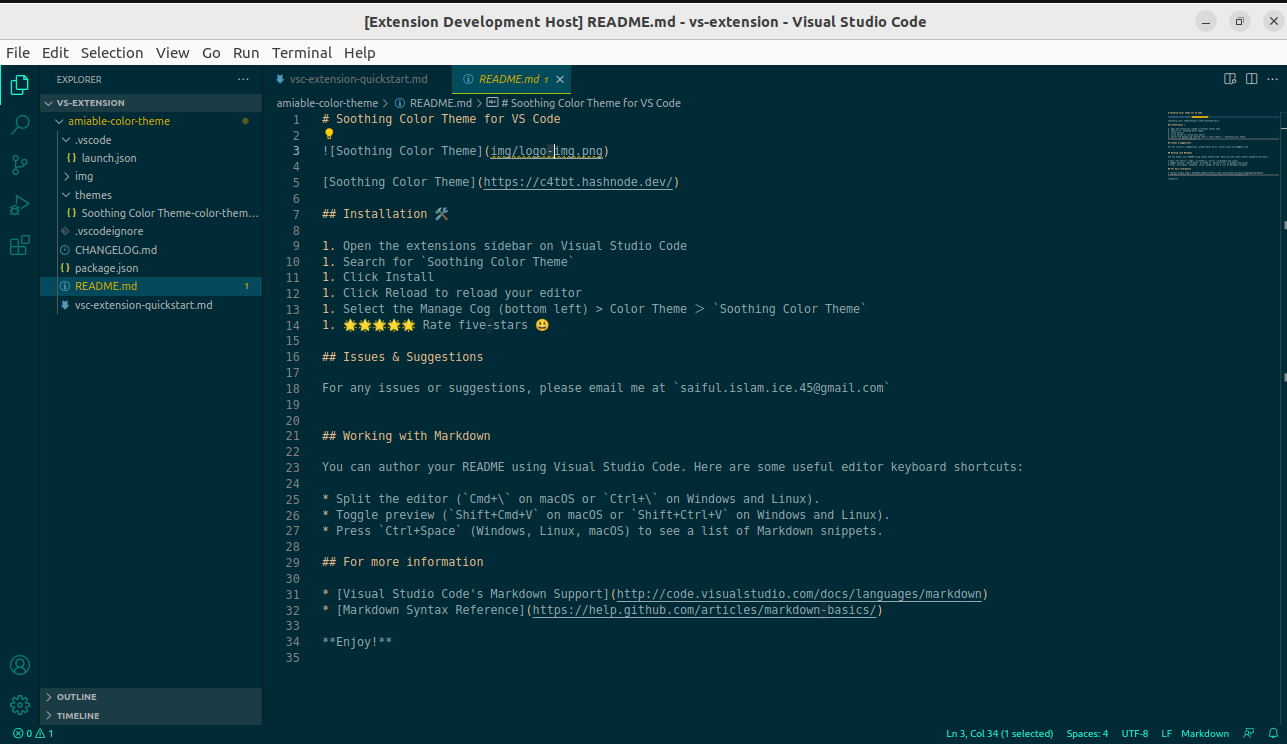 [Extension Development Host] README.md - vs-extension - Visual Studio Code
File Edit Selection View Go Run Terminal Help
EXPLORER
VS-EXTENSION
amiable-color-theme
.vscode
{} launch.json
img
themes
{} Soothing Color Theme-color-them...
.vscodeignore
CHANGELOG.md
{} package.json
README.md 1
vsc-extension-quickstart.md
OUTLINE
TIMELINE
vsc-extension-quickstart.md README.md 1
amiable-color-theme > README.md > # Soothing Color Theme for VS Code
1 # Soothing Color Theme for VS Code
2
3 ![Soothing Color Theme](img/logo-img.png)
4
5 [Soothing Color Theme](https://c4tbt.hashnode.dev/)
6
7 ## Installation 🛠️
8
9 1. Open the extensions sidebar on Visual Studio Code
10 1. Search for `Soothing Color Theme`
11 1. Click Install
12 1. Click Reload to reload your editor
13 1. Select the Manage Cog (bottom left) > Color Theme ＞ `Soothing Color Theme`
14 1. 🌟🌟🌟🌟🌟 Rate five-stars 😃
15
16 ## Issues & Suggestions
17
18 For any issues or suggestions, please email me at `saiful.islam.ice.45@gmail.com`
19
20
21 ## Working with Markdown
22
23 You can author your README using Visual Studio Code. Here are some useful editor keyboard shortcuts:
24
25 * Split the editor (`Cmd+\` on macOS or `Ctrl+\` on Windows and Linux).
26 * Toggle preview (`Shift+Cmd+V` on macOS or `Shift+Ctrl+V` on Windows and Linux).
27 * Press `Ctrl+Space` (Windows, Linux, macOS) to see a list of Markdown snippets.
28
29 ## For more information
30
31 * [Visual Studio Code's Markdown Support](http://code.visualstudio.com/docs/languages/markdown)
32 * [Markdown Syntax Reference](https://help.github.com/articles/markdown-basics/)
33
34 **Enjoy!**
35
0 1
Ln 3, Col 34 (1 selected) Spaces: 4 UTF-8 LF Markdown